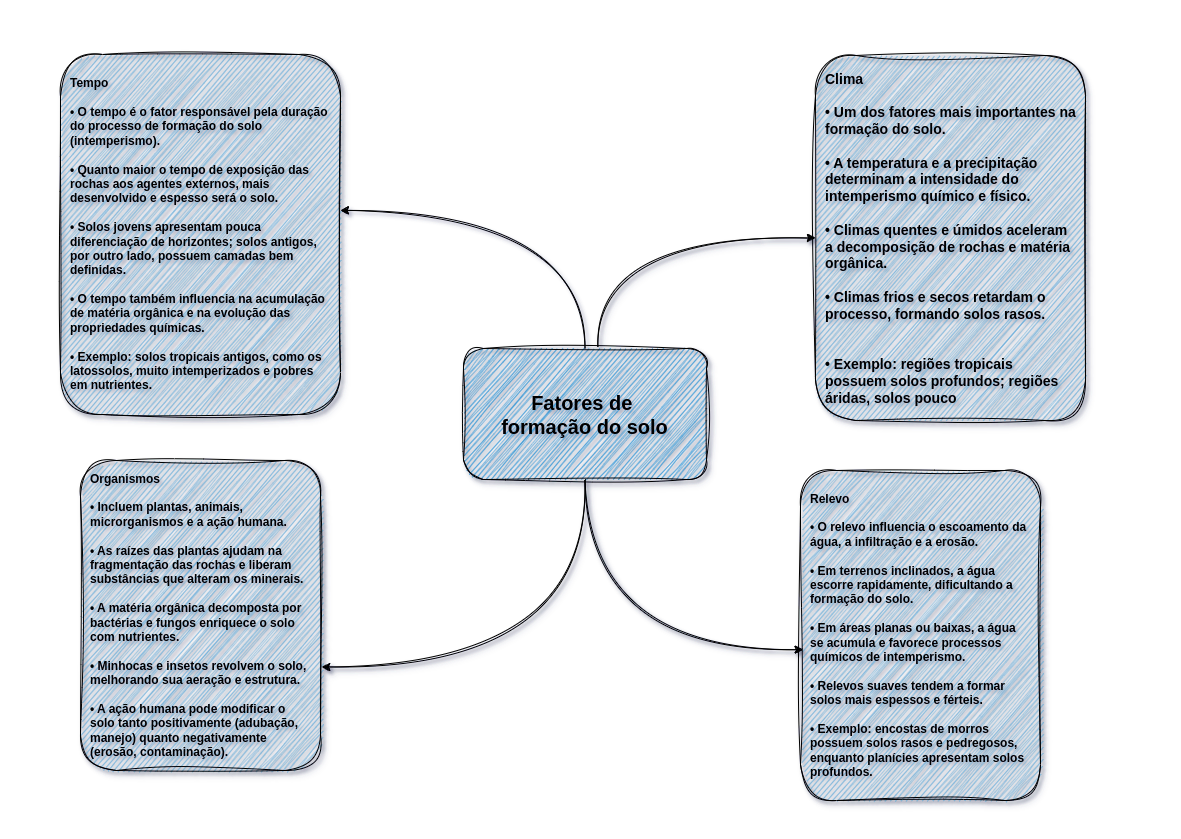 Tempo
• O tempo é o fator responsável pela duração
do processo de formação do solo
(intemperismo).
• Quanto maior o tempo de exposição das
rochas aos agentes externos, mais
desenvolvido e espesso será o solo.
• Solos jovens apresentam pouca
diferenciação de horizontes; solos antigos,
por outro lado, possuem camadas bem
definidas.
• O tempo também influencia na acumulação
de matéria orgânica e na evolução das
propriedades químicas.
• Exemplo: solos tropicais antigos, como os
latossolos, muito intemperizados e pobres
em nutrientes.
Clima
• Um dos fatores mais importantes na
formação do solo.
• A temperatura e a precipitação
determinam a intensidade do
intemperismo químico e físico.
• Climas quentes e úmidos aceleram
a decomposição de rochas e matéria
orgânica.
• Climas frios e secos retardam o
processo, formando solos rasos.
• Exemplo: regiões tropicais
possuem solos profundos; regiões
áridas, solos pouco
Fatores de
formação do solo
Organismos
• Incluem plantas, animais,
microrganismos e a ação humana.
• As raízes das plantas ajudam na
fragmentação das rochas e liberam
substâncias que alteram os minerais.
• A matéria orgânica decomposta por
bactérias e fungos enriquece o solo
com nutrientes.
• Minhocas e insetos revolvem o solo,
melhorando sua aeração e estrutura.
• A ação humana pode modificar o
solo tanto positivamente (adubação,
manejo) quanto negativamente
(erosão, contaminação).
Relevo
• O relevo influencia o escoamento da
água, a infiltração e a erosão.
• Em terrenos inclinados, a água
escorre rapidamente, dificultando a
formação do solo.
• Em áreas planas ou baixas, a água
se acumula e favorece processos
químicos de intemperismo.
• Relevos suaves tendem a formar
solos mais espessos e férteis.
• Exemplo: encostas de morros
possuem solos rasos e pedregosos,
enquanto planícies apresentam solos
profundos.